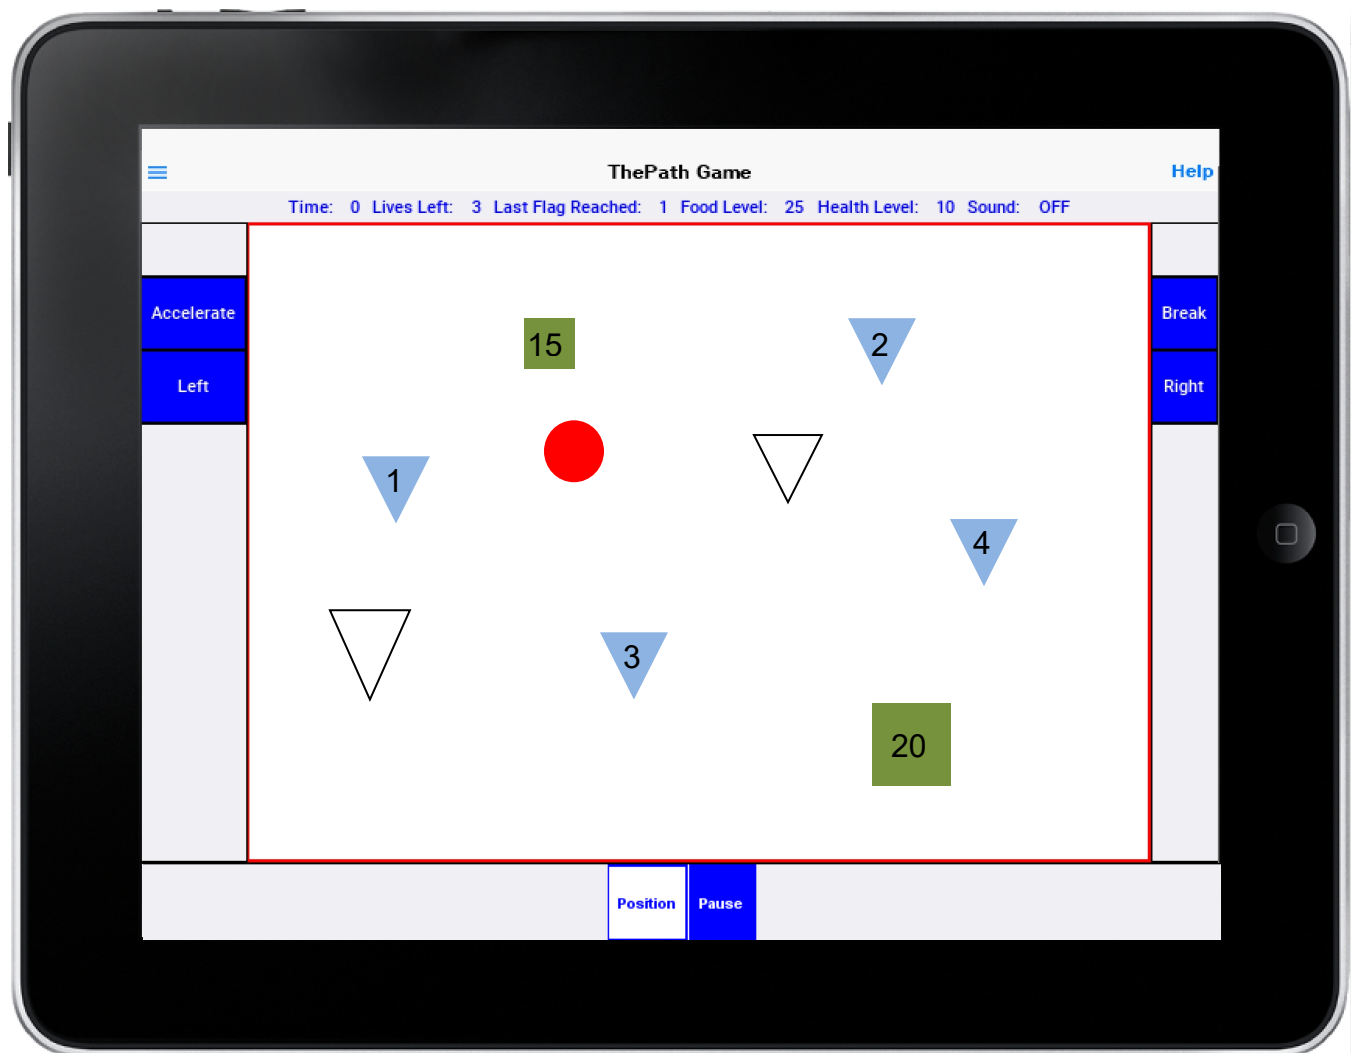 ThePath Game
Help
Time: 0 Lives Left: 3 Last Flag Reached: 1 Food Level: 25 Health Level: 10 Sound: OFF
Accelerate
Break
Left
Right
15
2
1
4
3
20
Position
Pause